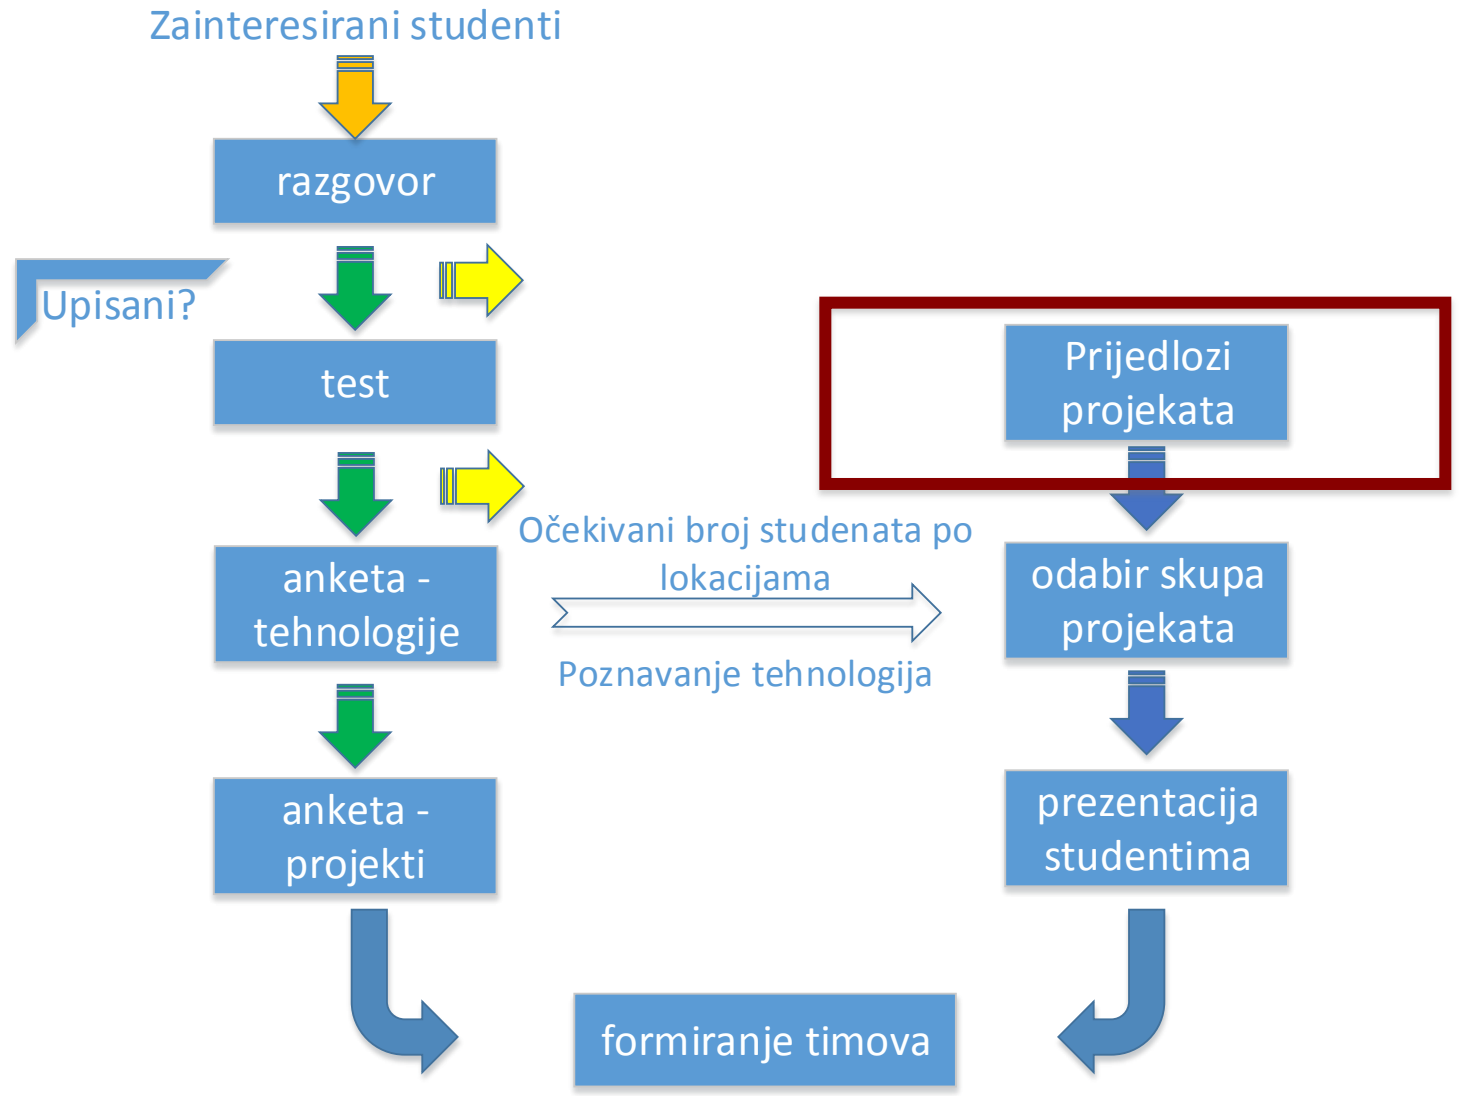 Zainteresirani studenti
razgovor
Upisani?
test
anketa -
tehnologije
anketa -
projekti
Očekivani broj studenata po
lokacijama
Poznavanje tehnologija
Prijedlozi
projekata
odabir skupa
projekata
prezentacija
studentima
formiranje timova